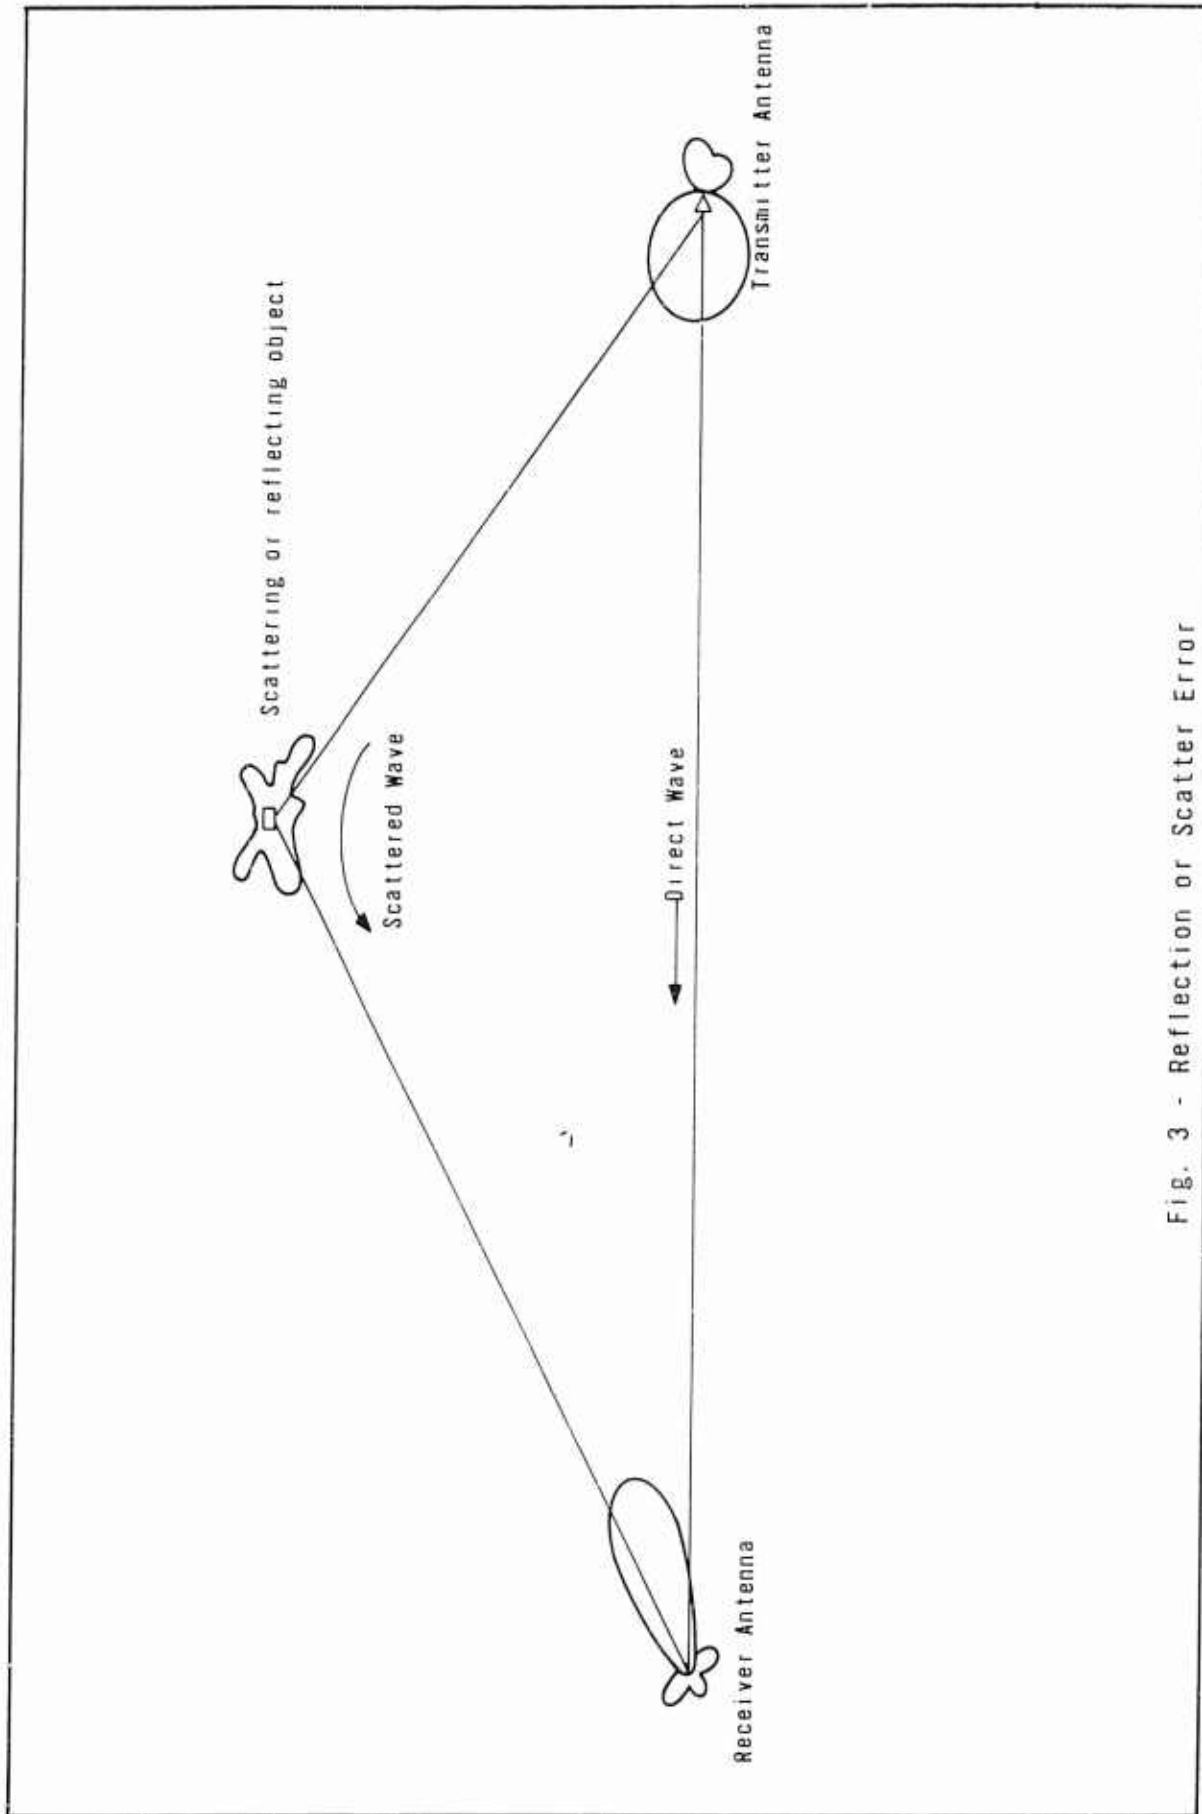 Scattering or reflecting object
Scattered Wave
Direct Wave
Transmitter Antenna
Receiver Antenna
Fig. 3 - Reflection or Scatter Error